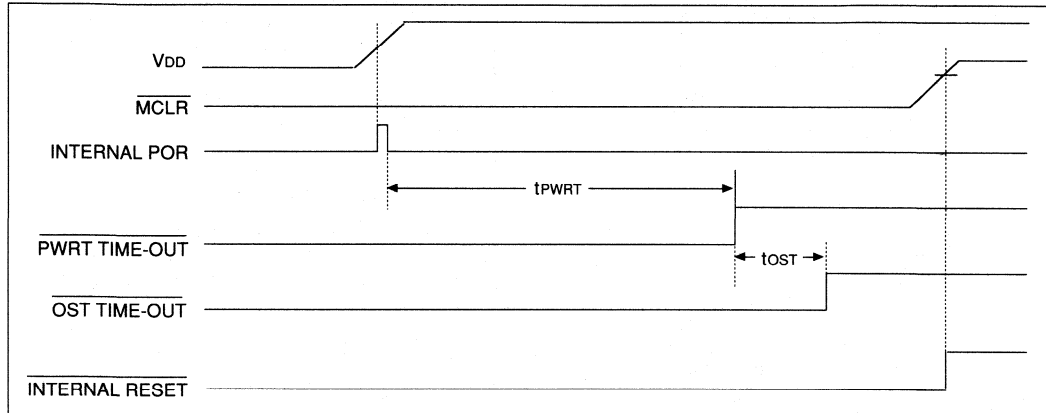 VDD
MCLR
INTERNAL POR
tPWRT
PWRT TIME-OUT
tOST
OST TIME-OUT
INTERNAL RESET